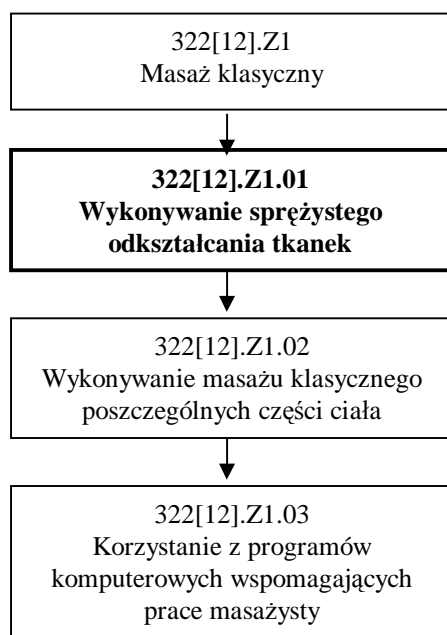 322[12].Z1
Masaż klasyczny
322[12].Z1.01
Wykonywanie sprężystego
odkształcania tkanek
322[12].Z1.02
Wykonywanie masażu klasycznego
poszczególnych części ciała
322[12].Z1.03
Korzystanie z programów
komputerowych wspomagających
prace masażysty